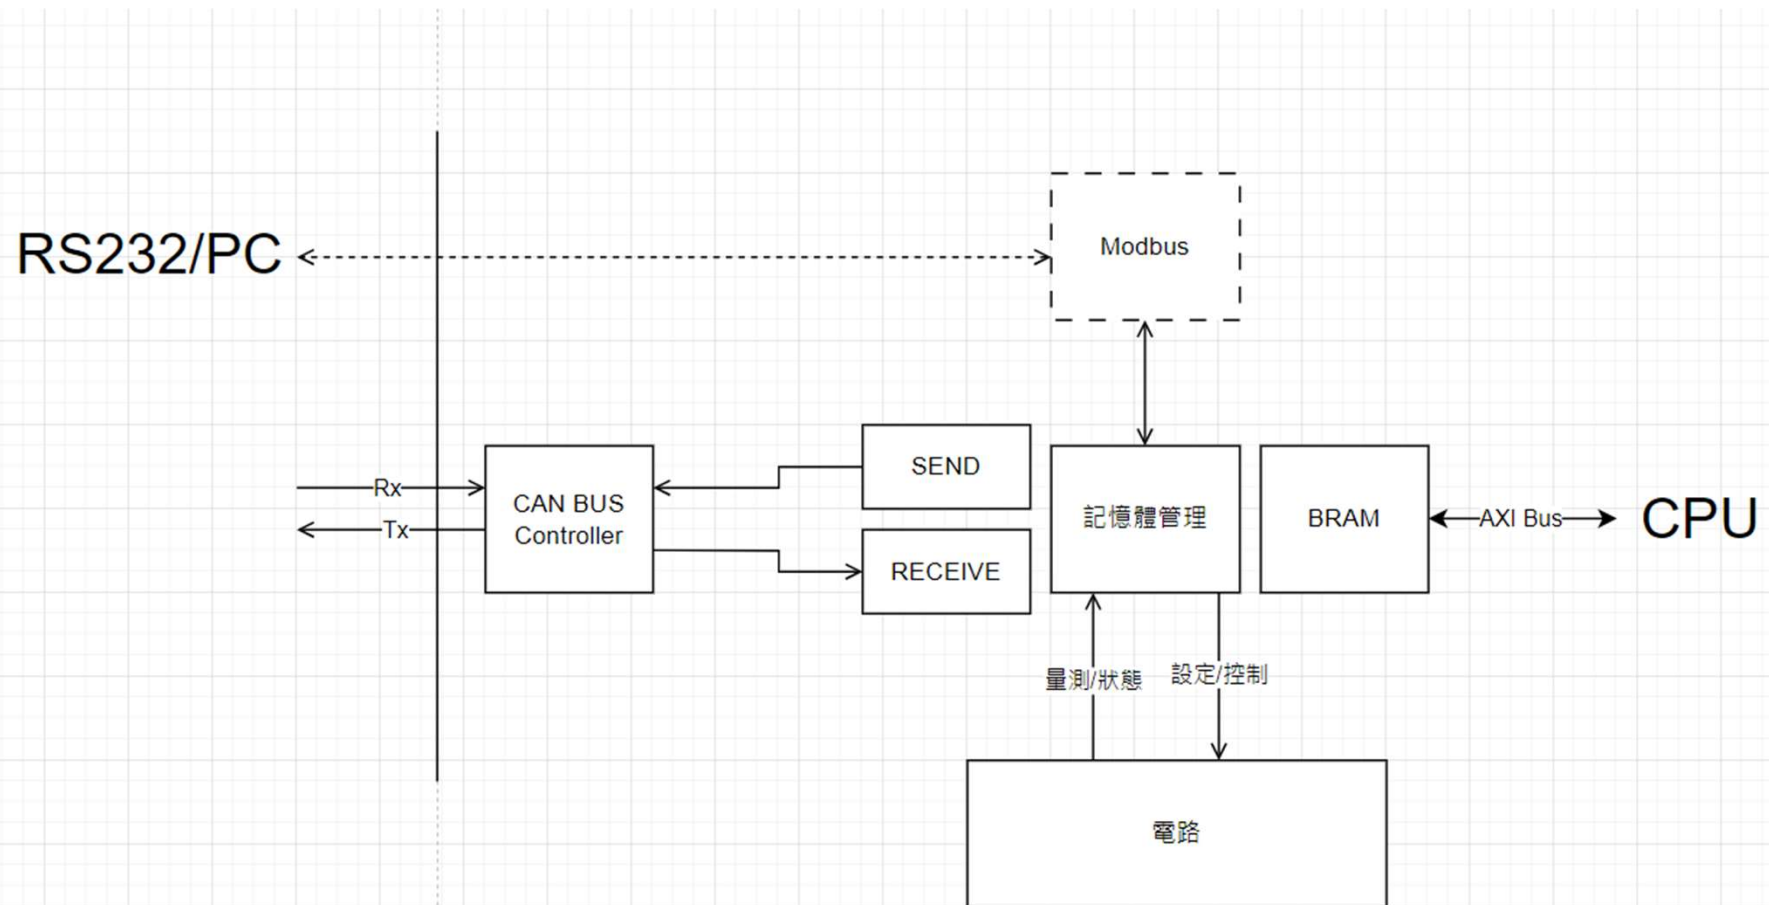 Modbus
RS232/PC
SEND
Rx
CAN BUS
Controller
Tx
記憶體管理
BRAM
AXI Bus
CPU
RECEIVE
量測/狀態
設定/控制
電路